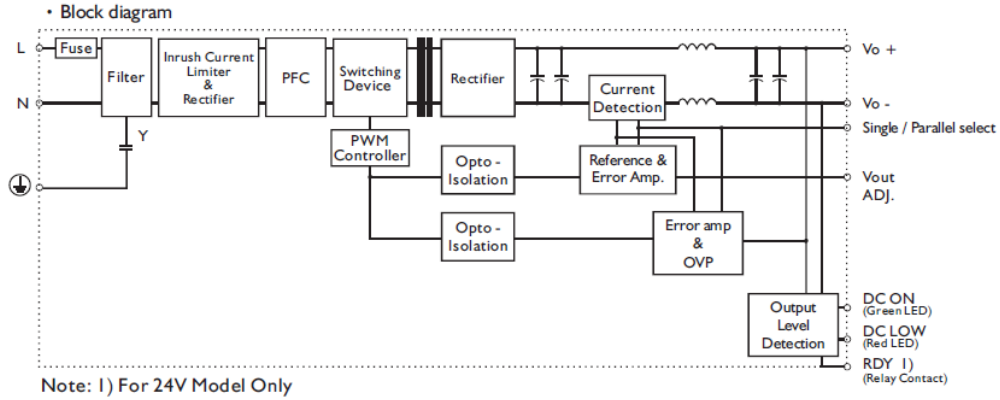 • Block diagram
L
Fuse
Filter
Inrush Current
Limiter
&
Rectifier
PFC
Switching
Device
Rectifier
Vo +
N
Current
Detection
Vo -
Y
PWM
Controller
Single / Parallel select
Opto -
Isolation
Reference &
Error Amp.
Vout
ADJ.
Opto -
Isolation
Error amp
&
OVP
Output
Level
Detection
DC ON
(Green LED)
DC LOW
(Red LED)
RDY 1)
(Relay Contact)
Note: 1) For 24V Model Only